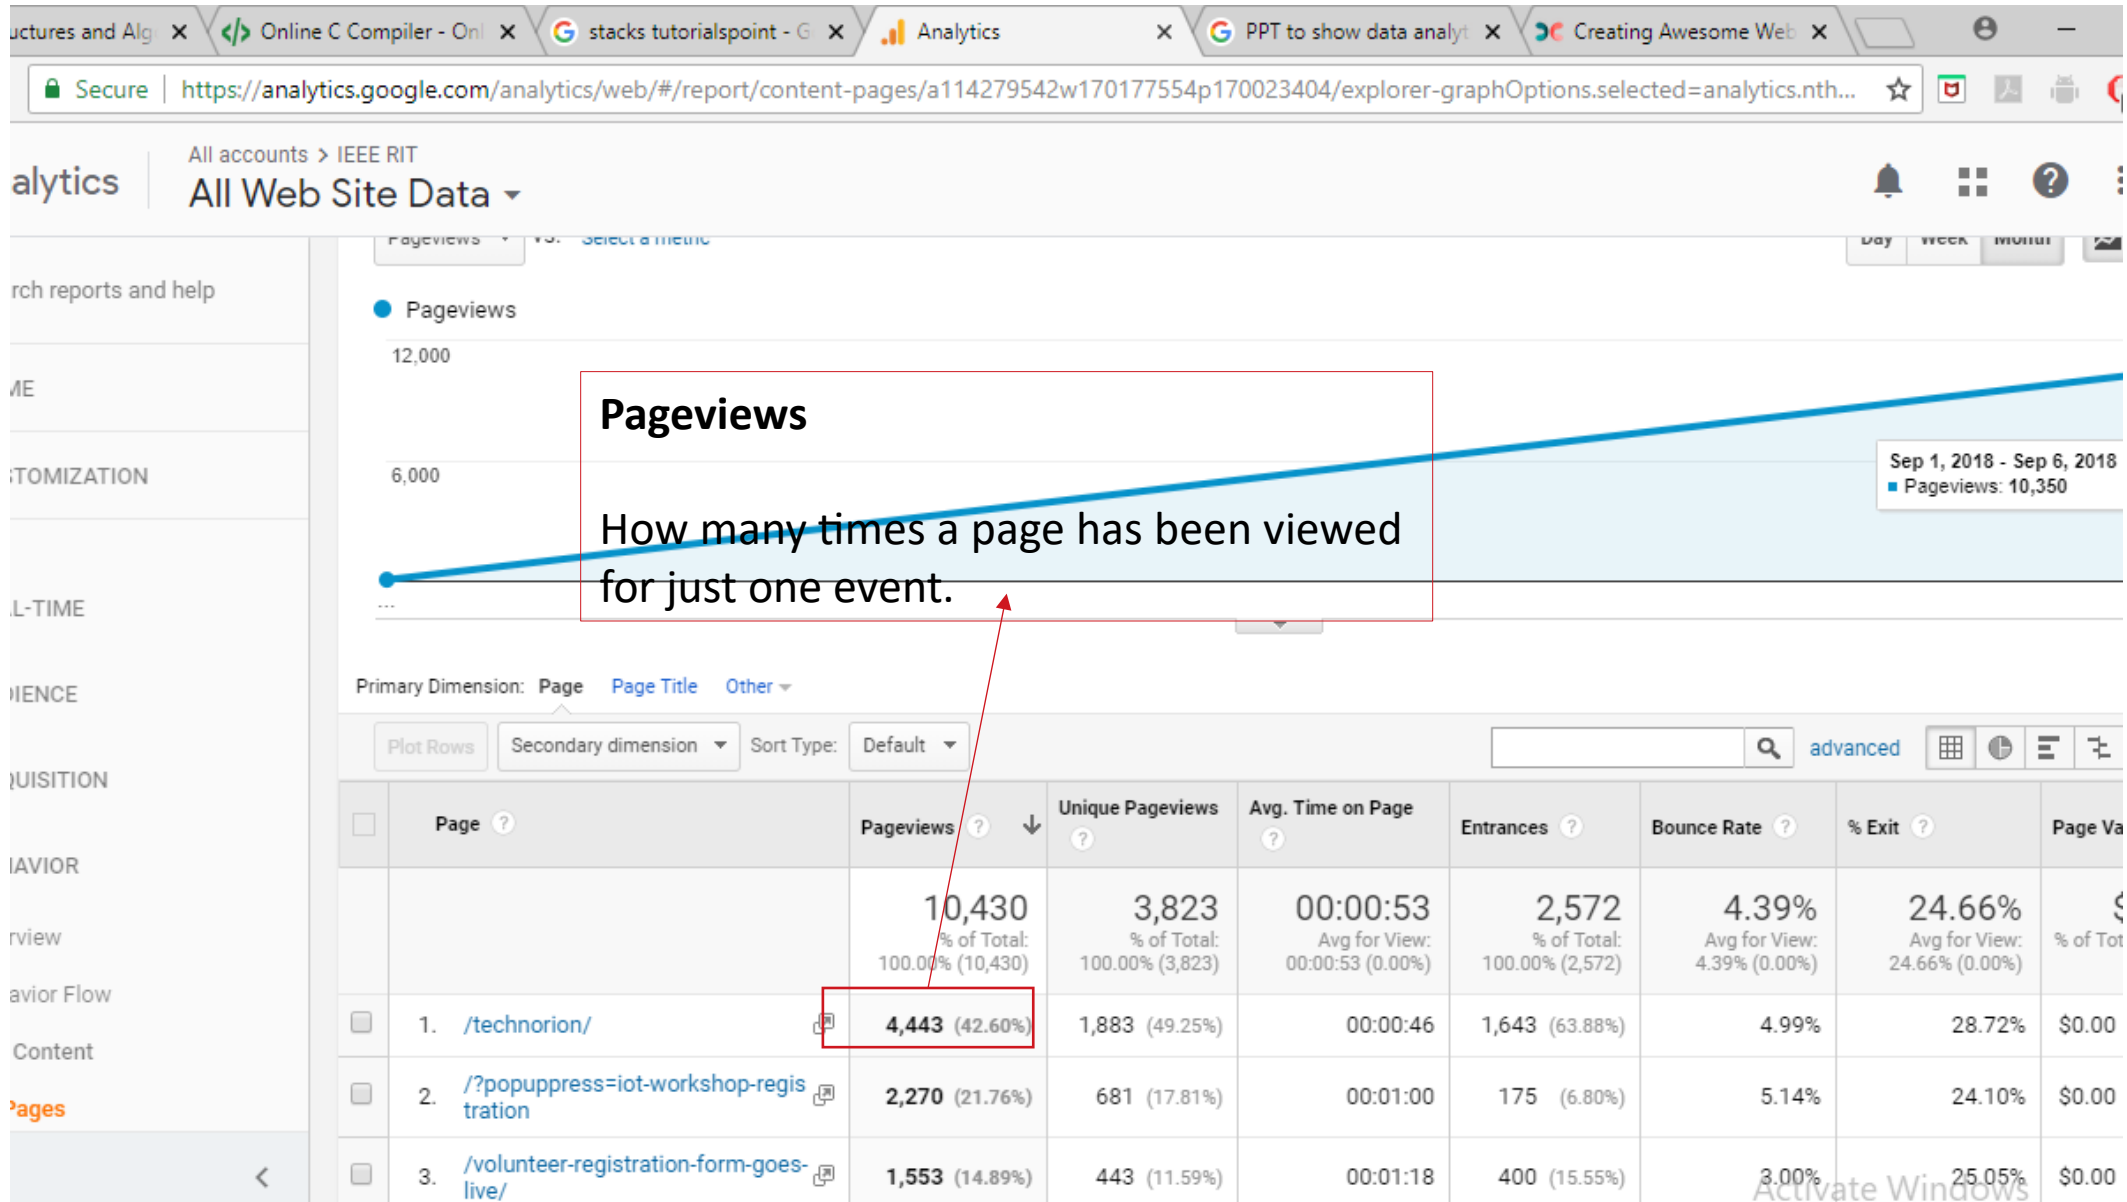 uctures and Alg
Online C Compiler - Onl
stacks tutorialspoint - G
Analytics
PPT to show data analyt
Creating Awesome Web
Secure | https://analytics.google.com/analytics/web/#/report/content-pages/a114279542w170177554p170023404/explorer-graphOptions.selected=analytics.nth...
alytics
All accounts > IEEE RIT
All Web Site Data
Pageviews VS. Select a metric
Day Week Month
rch reports and help
ME
TOMIZATION
L-TIME
IENCE
QUISITION
HAVIOR
rview
avior Flow
Content
Pages
Pageviews
12,000
6,000
...
Pageviews
How many times a page has been viewed
for just one event.
Sep 1, 2018 - Sep 6, 2018
Pageviews: 10,350
Primary Dimension: Page Page Title Other
Plot Rows Secondary dimension Sort Type: Default advanced
Page Pageviews Unique Pageviews Avg. Time on Page Entrances Bounce Rate % Exit Page Va
10,430 3,823 00:00:53 2,572 4.39% 24.66% $
% of Total: % of Total: Avg for View: % of Total: Avg for View: Avg for View: % of Tot
100.00% (10,430) 100.00% (3,823) 00:00:53 (0.00%) 100.00% (2,572) 4.39% (0.00%) 24.66% (0.00%)
1. /technorion/ 4,443 (42.60%) 1,883 (49.25%) 00:00:46 1,643 (63.88%) 4.99% 28.72% $0.00
2. /?popuppress=iot-workshop-regis
tration 2,270 (21.76%) 681 (17.81%) 00:01:00 175 (6.80%) 5.14% 24.10% $0.00
3. /volunteer-registration-form-goes-
live/ 1,553 (14.89%) 443 (11.59%) 00:01:18 400 (15.55%) 3.00% 25.05% $0.00
Activate Windows